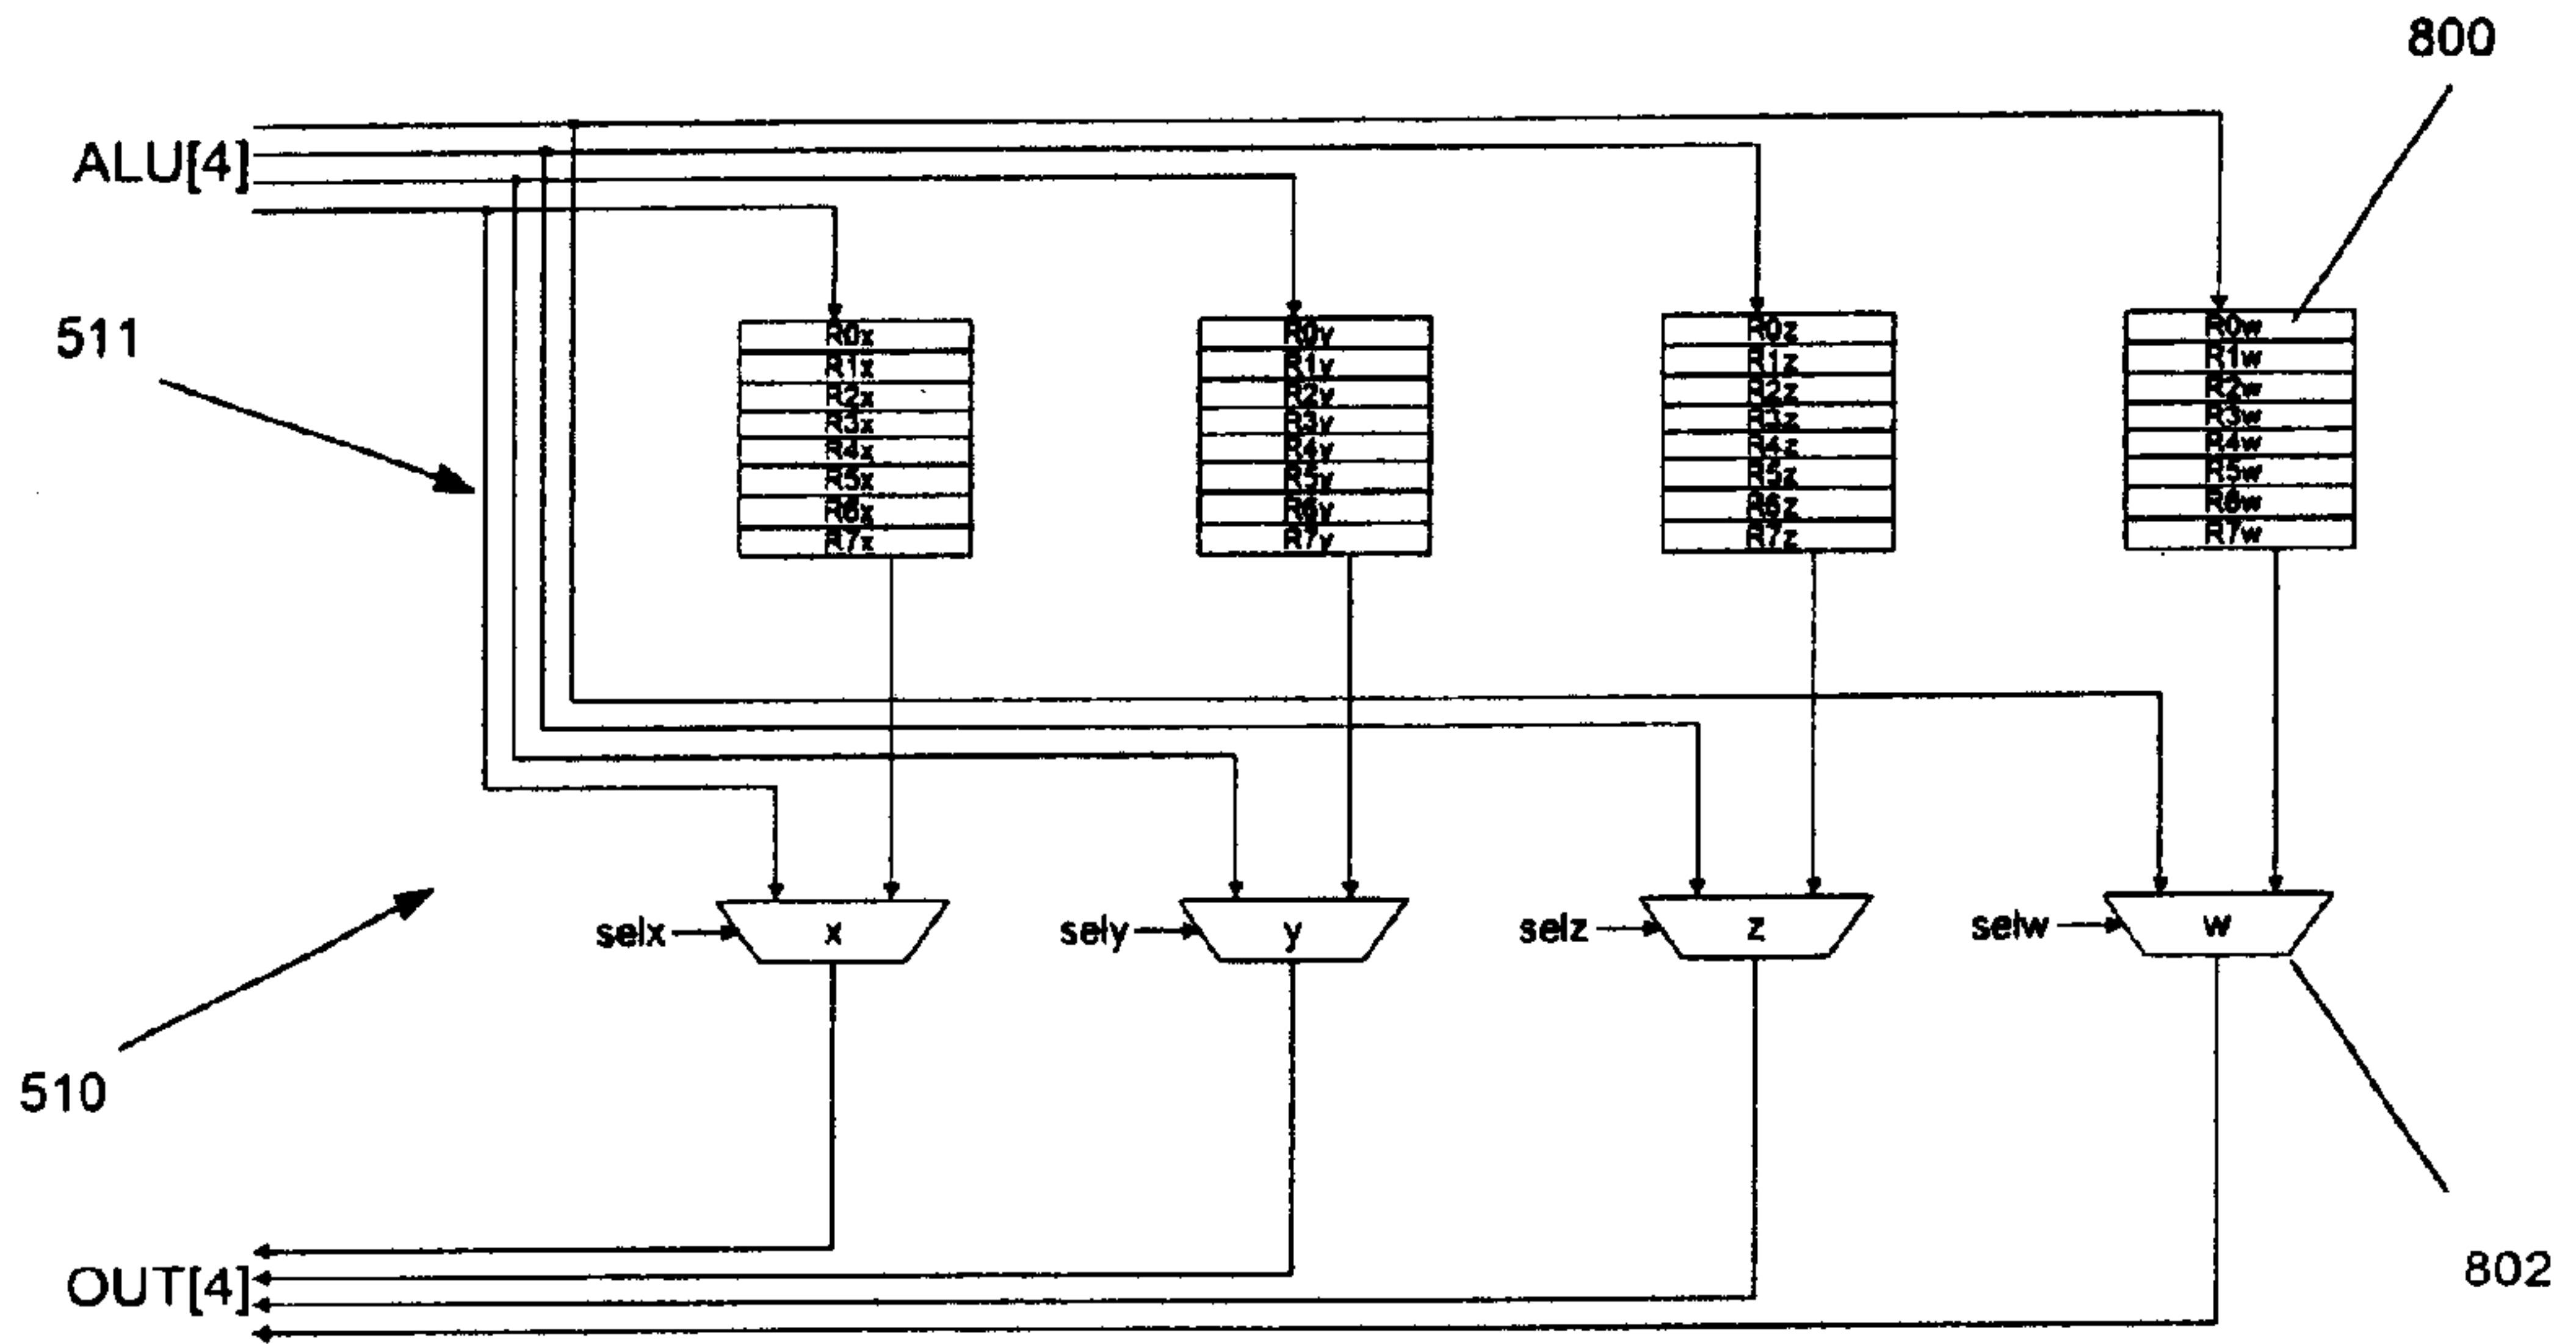 800
ALU[4]
511
R0x
R1x
R2x
R3x
R4x
R5x
R6x
R7x
R0y
R1y
R2y
R3y
R4y
R5y
R6y
R7y
R0z
R1z
R2z
R3z
R4z
R5z
R6z
R7z
R0w
R1w
R2w
R3w
R4w
R5w
R6w
R7w
selx
x
sely
y
selz
z
selw
w
510
OUT[4]
802